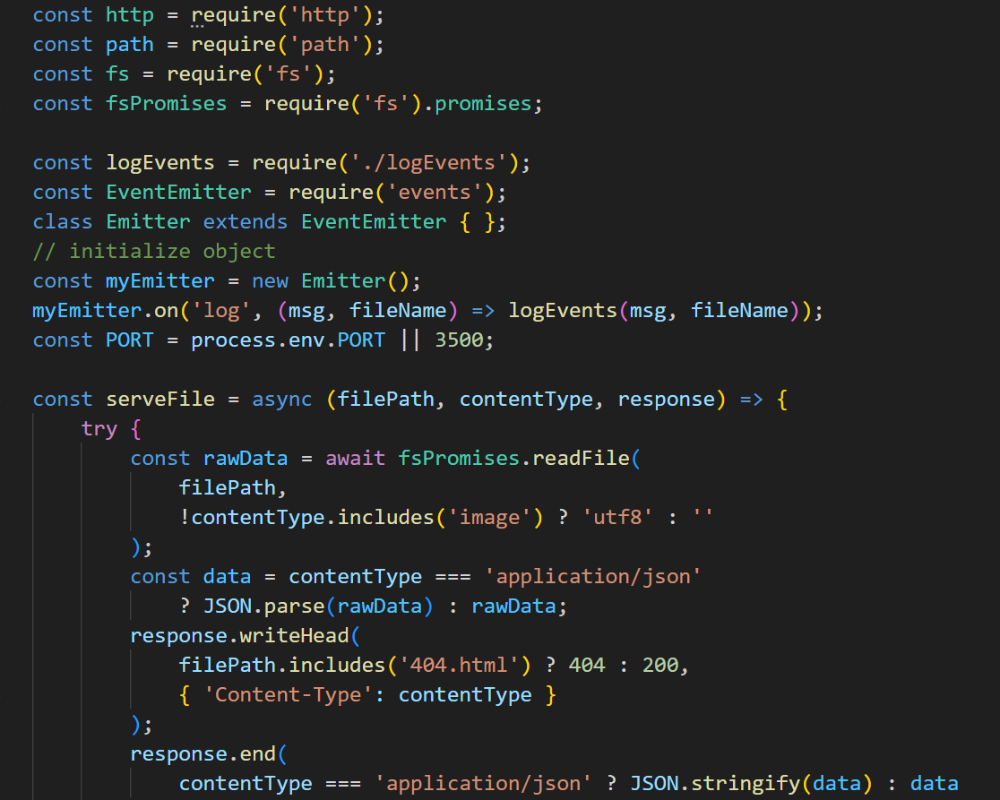 const http = require('http');
const path = require('path');
const fs = require('fs');
const fsPromises = require('fs').promises;

const logEvents = require('./logEvents');
const EventEmitter = require('events');
class Emitter extends EventEmitter { };
// initialize object
const myEmitter = new Emitter();
myEmitter.on('log', (msg, fileName) => logEvents(msg, fileName));
const PORT = process.env.PORT || 3500;

const serveFile = async (filePath, contentType, response) => {
    try {
        const rawData = await fsPromises.readFile(
            filePath,
            !contentType.includes('image') ? 'utf8' : ''
        );
        const data = contentType === 'application/json'
            ? JSON.parse(rawData) : rawData;
        response.writeHead(
            filePath.includes('404.html') ? 404 : 200,
            { 'Content-Type': contentType }
        );
        response.end(
            contentType === 'application/json' ? JSON.stringify(data) : data